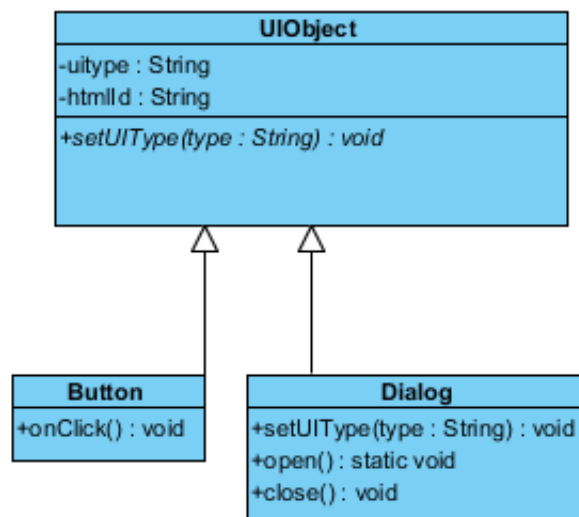 UIObject
-uitype : String
-htmlId : String
+setUIType(type : String) : void
Button
+onClick() : void
Dialog
+setUIType(type : String) : void
+open() : static void
+close() : void